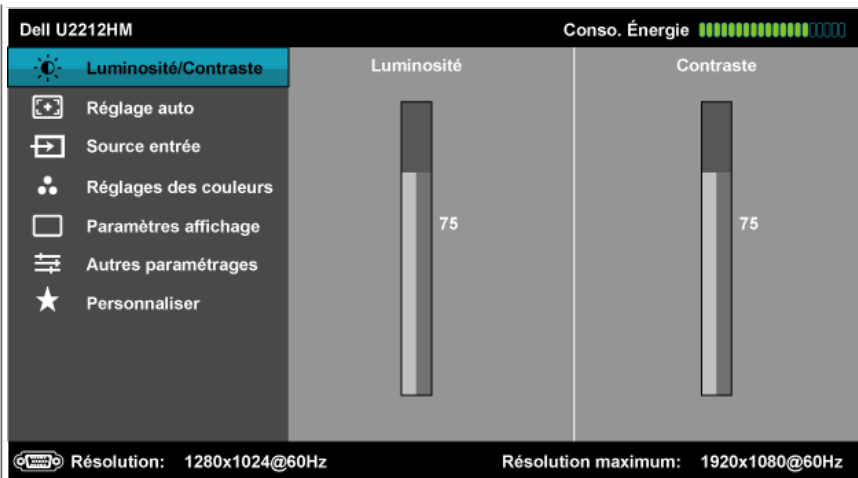 Dell U2212HM
Conso. Énergie
Luminosité/Contraste
Réglage auto
Source entrée
Réglages des couleurs
Paramètres affichage
Autres paramétrages
Personnaliser
Luminosité
75
Contraste
75
Résolution: 1280x1024@60Hz
Résolution maximum: 1920x1080@60Hz